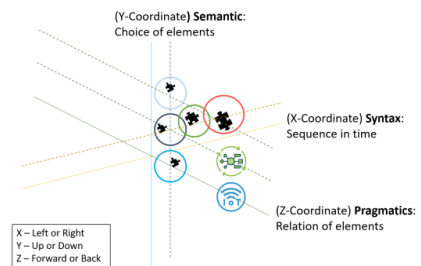 (Y-Coordinate) Semantic:
Choice of elements
(X-Coordinate) Syntax:
Sequence in time
(Z-Coordinate) Pragmatics:
Relation of elements
IoT
X – Left or Right
Y – Up or Down
Z – Forward or Back